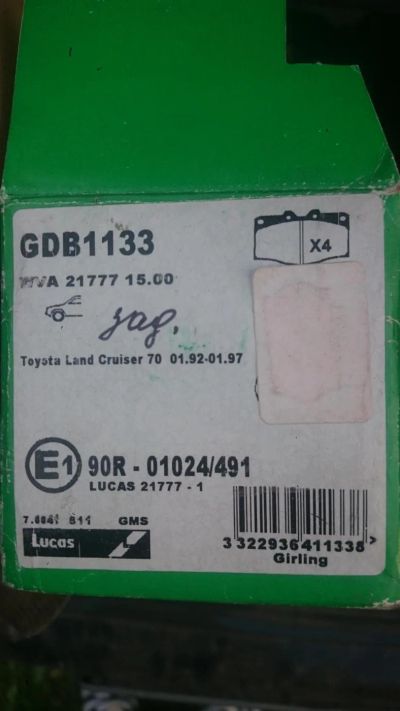 GDB1133
X4
WVA 21777 15.00
зад.
Toyota Land Cruiser 70 01.92-01.97
E1
90R - 01024/491
LUCAS 21777 - 1
GMS
Lucas
3 322936 411338 >
Girling